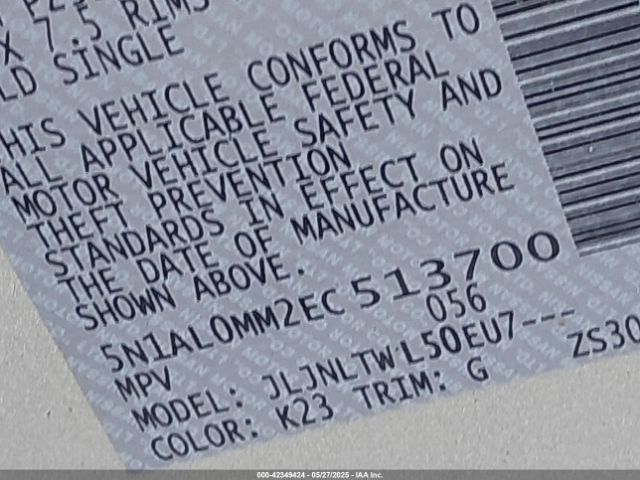 X 7.5 RIMS
LD SINGLE
HIS VEHICLE CONFORMS TO
ALL APPLICABLE FEDERAL
MOTOR VEHICLE SAFETY AND
THEFT PREVENTION
STANDARDS IN EFFECT ON
THE DATE OF MANUFACTURE
SHOWN ABOVE.
5N1AL0MM2EC513700
MPV 056
MODEL: JLJNLTWL50EU7---
COLOR: K23 TRIM: G ZS30
000-42349424 - 05/27/2025 - IAA Inc.